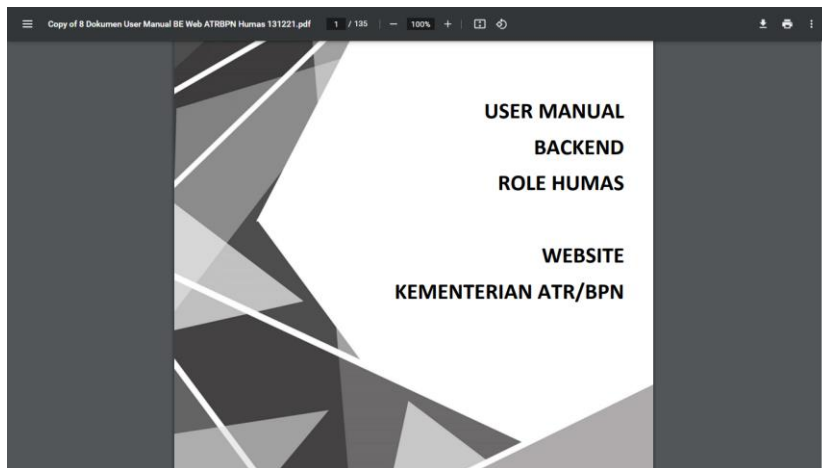 Copy of 8 Dokumen User Manual BE Web ATRBPN Humas 131221.pdf 1 / 135 100%
USER MANUAL
BACKEND
ROLE HUMAS
WEBSITE
KEMENTERIAN ATR/BPN